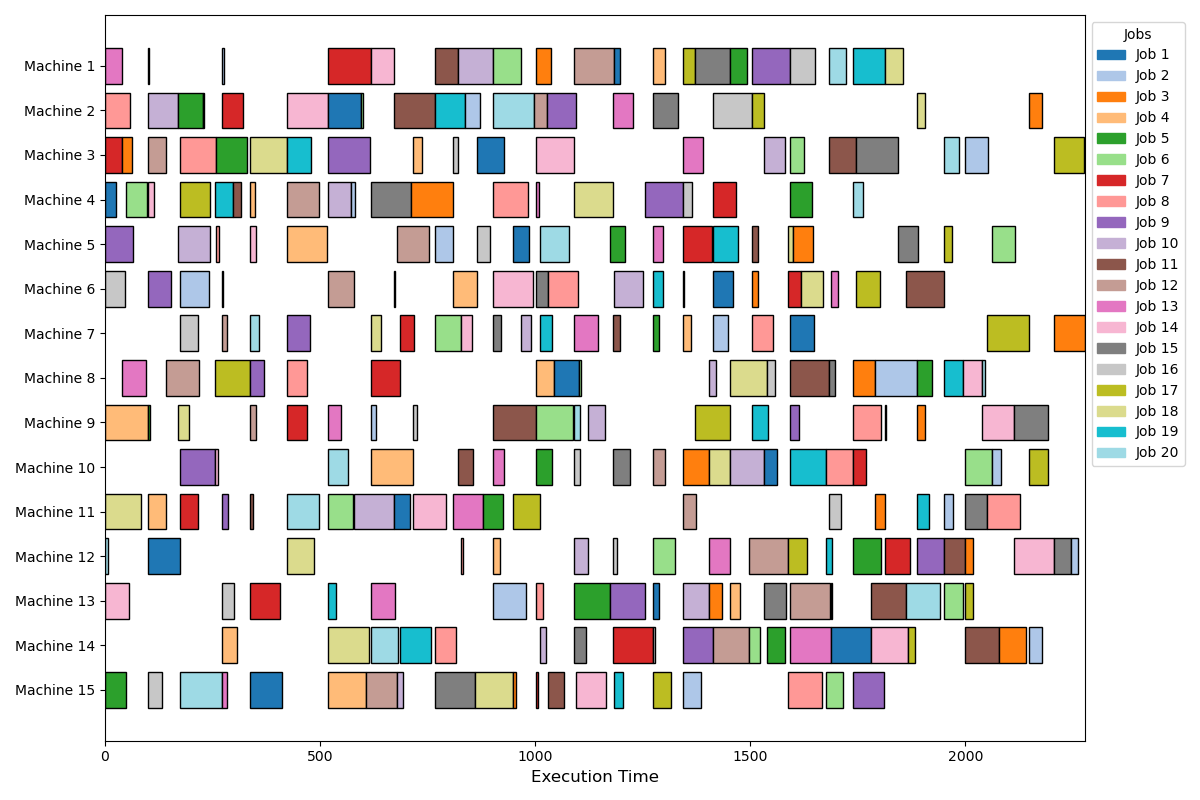 Machine 1
Machine 2
Machine 3
Machine 4
Machine 5
Machine 6
Machine 7
Machine 8
Machine 9
Machine 10
Machine 11
Machine 12
Machine 13
Machine 14
Machine 15
0 500 1000 1500 2000
Execution Time
Jobs
Job 1
Job 2
Job 3
Job 4
Job 5
Job 6
Job 7
Job 8
Job 9
Job 10
Job 11
Job 12
Job 13
Job 14
Job 15
Job 16
Job 17
Job 18
Job 19
Job 20